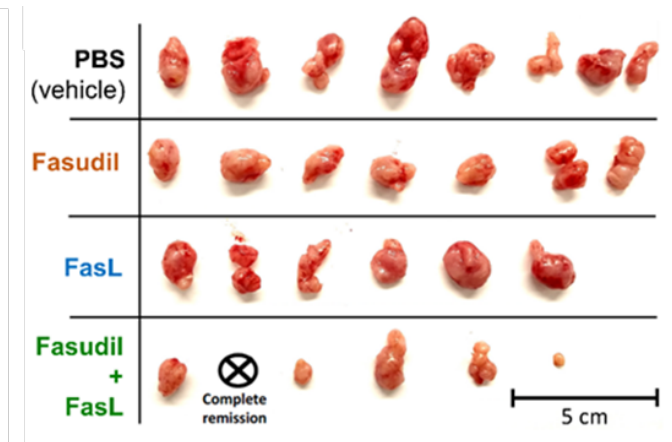 PBS
(vehicle)
Fasudil
FasL
Fasudil
+
FasL
Complete
remission
5 cm